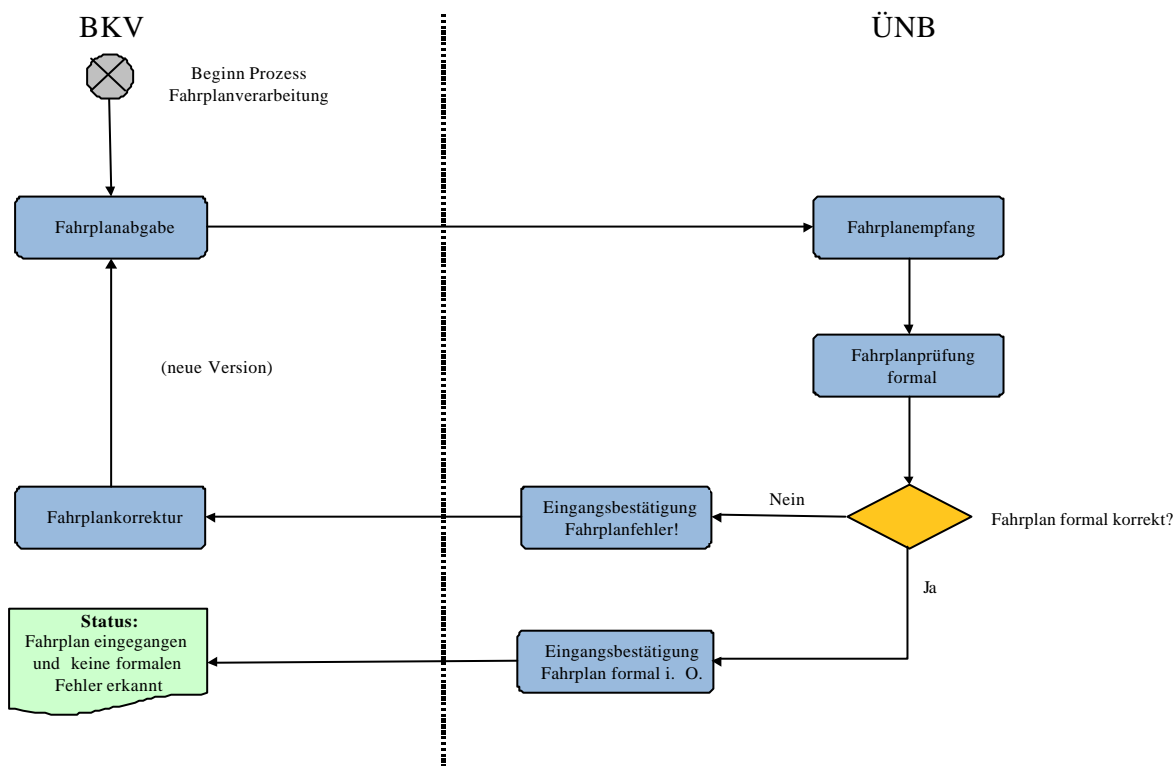 BKV
ÜNB
Beginn Prozess
Fahrplanverarbeitung
Fahrplanabgabe
Fahrplanempfang
(neue Version)
Fahrplanprüfung
formal
Fahrplankorrektur
Eingangsbestätigung
Fahrplanfehler!
Nein
Fahrplan formal korrekt?
Ja
Status:
Fahrplan eingegangen
und keine formalen
Fehler erkannt
Eingangsbestätigung
Fahrplan formal i. O.